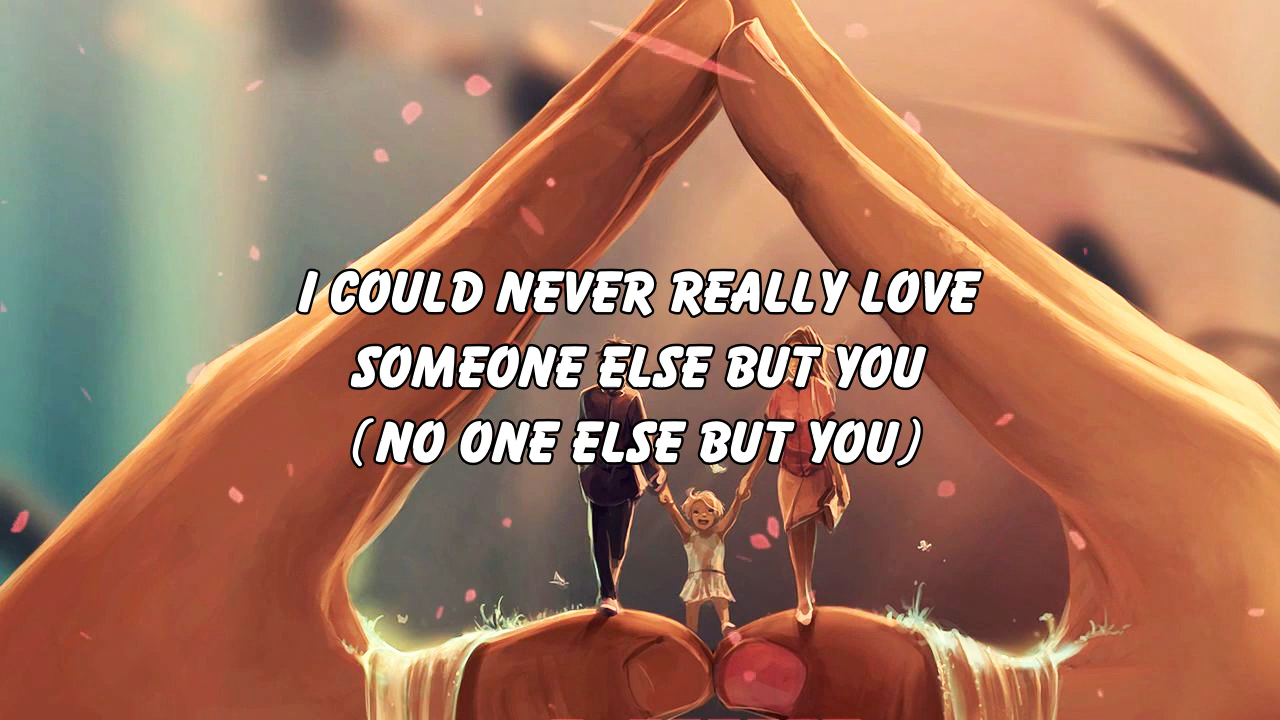 I COULD NEVER REALLY LOVE
SOMEONE ELSE BUT YOU
(NO ONE ELSE BUT YOU)